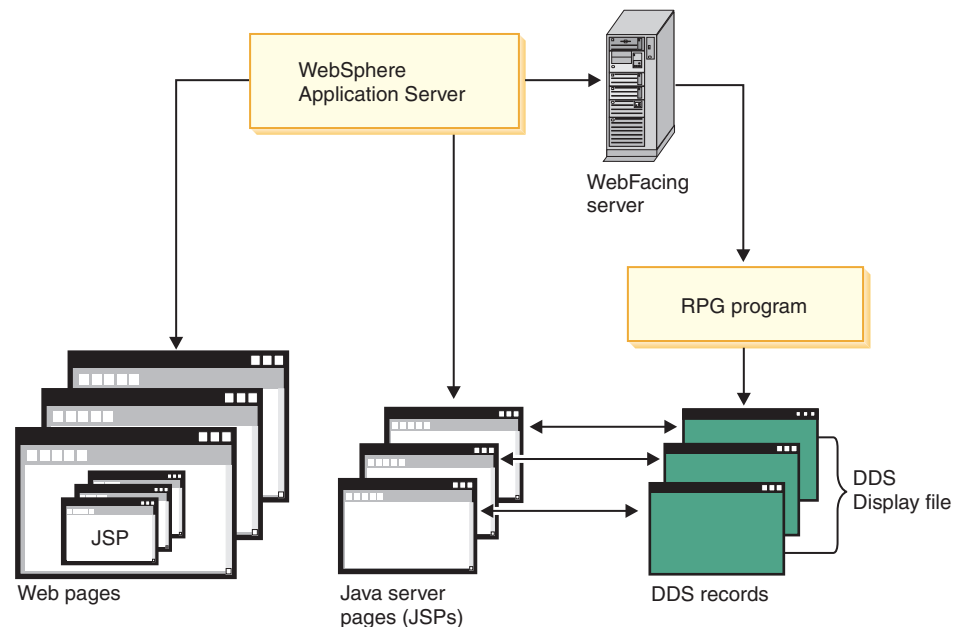 WebSphere
Application Server
WebFacing
server
RPG program
DDS
Display file
JSP
Web pages
Java server
pages (JSPs)
DDS records